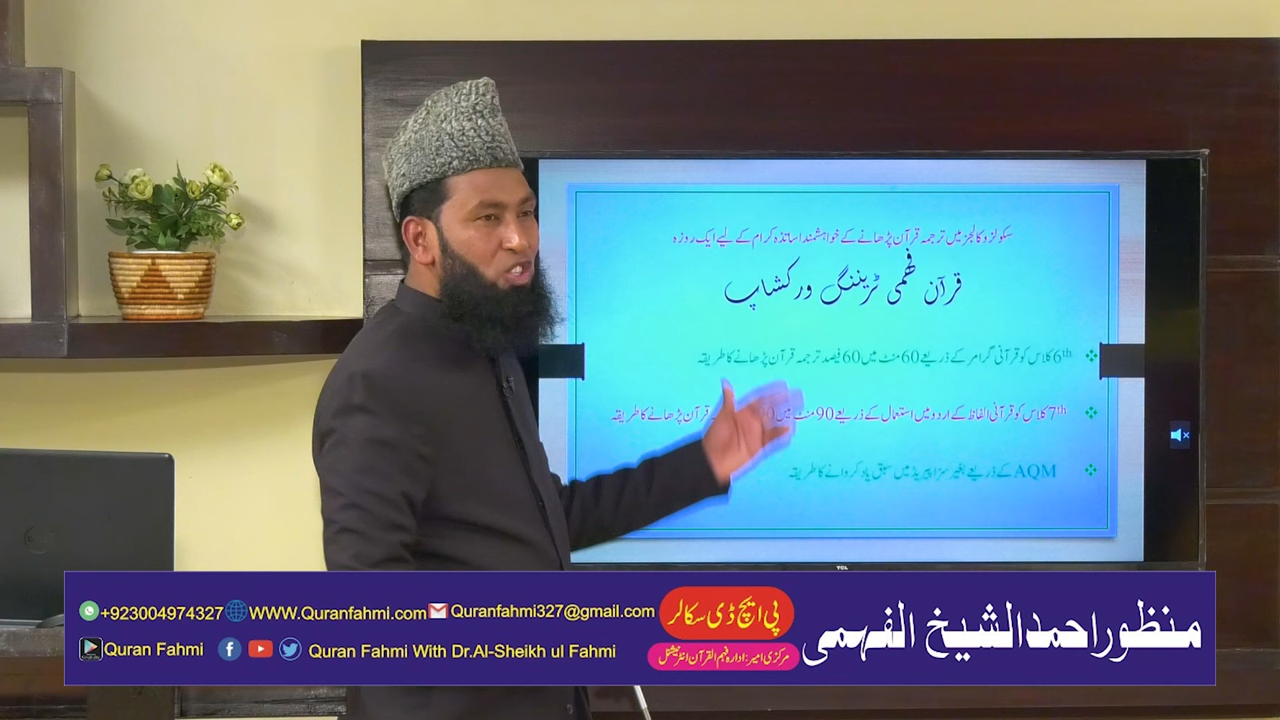 سکولز و کالجز میں ترجمہ قرآن پڑھانے کے خواہشمند اساتذہ کرام کے لیے ایک روزہ
قرآن فہمی ٹریننگ ورکشاپ
6th کلاس کو قرآنی گرامر کے ذریعے 60 منٹ میں 60 فیصد ترجمہ قرآن پڑھانے کا طریقہ
7th کلاس کو قرآنی الفاظ کے اردو میں استعمال کے ذریعے 90 منٹ میں قرآن پڑھانے کا طریقہ
AQM کے ذریعے بغیر سزا پیریڈ میں سبق یاد کروانے کا طریقہ
TCL
منظور احمد الشیخ الفہمی
پی ایچ ڈی سکالر
مرکزی امیر: ادارہ فہم القرآن انٹرنیشنل
+923004974327 WWW.Quranfahmi.com Quranfahmi327@gmail.com
Quran Fahmi Quran Fahmi With Dr.Al-Sheikh ul Fahmi